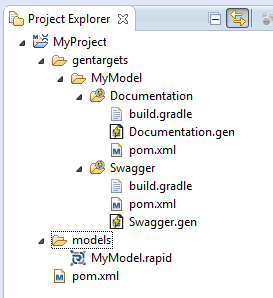 Project Explorer
MyProject
gentargets
MyModel
Documentation
build.gradle
Documentation.gen
pom.xml
Swagger
build.gradle
pom.xml
Swagger.gen
models
MyModel.rapid
pom.xml